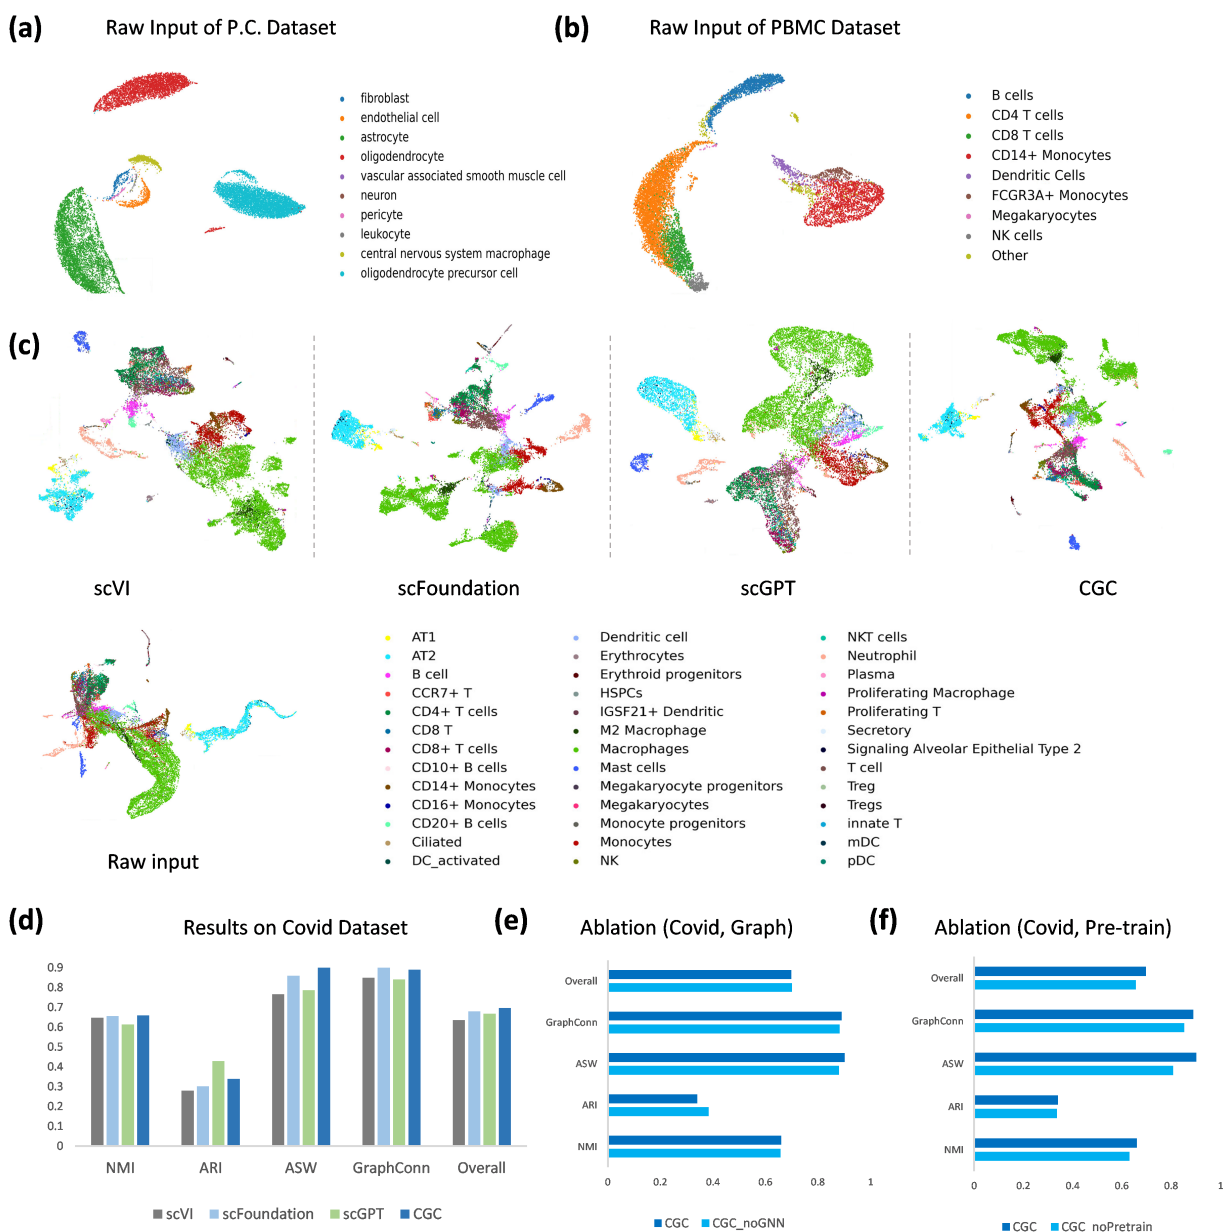 (a) Raw Input of P.C. Dataset
fibroblast
endothelial cell
astrocyte
oligodendrocyte
vascular associated smooth muscle cell
neuron
pericyte
leukocyte
central nervous system macrophage
oligodendrocyte precursor cell
(b) Raw Input of PBMC Dataset
B cells
CD4 T cells
CD8 T cells
CD14+ Monocytes
Dendritic Cells
FCGR3A+ Monocytes
Megakaryocytes
NK cells
Other
(c)
scVI
scFoundation
scGPT
CGC
Raw input
AT1
AT2
B cell
CCR7+ T
CD4+ T cells
CD8 T
CD8+ T cells
CD10+ B cells
CD14+ Monocytes
CD16+ Monocytes
CD20+ B cells
Ciliated
DC_activated
Dendritic cell
Erythrocytes
Erythroid progenitors
HSPCs
IGSF21+ Dendritic
M2 Macrophage
Macrophages
Mast cells
Megakaryocyte progenitors
Megakaryocytes
Monocyte progenitors
Monocytes
NK
NKT cells
Neutrophil
Plasma
Proliferating Macrophage
Proliferating T
Secretory
Signaling Alveolar Epithelial Type 2
T cell
Treg
Tregs
innate T
mDC
pDC
(d) Results on Covid Dataset
0.9
0.8
0.7
0.6
0.5
0.4
0.3
0.2
0.1
0
NMI ARI ASW GraphConn Overall
scVI scFoundation scGPT CGC
(e) Ablation (Covid, Graph)
Overall
GraphConn
ASW
ARI
NMI
0 0.2 0.4 0.6 0.8 1
CGC CGC_noGNN
(f) Ablation (Covid, Pre-train)
Overall
GraphConn
ASW
ARI
NMI
0 0.2 0.4 0.6 0.8 1
CGC CGC_noPretrain